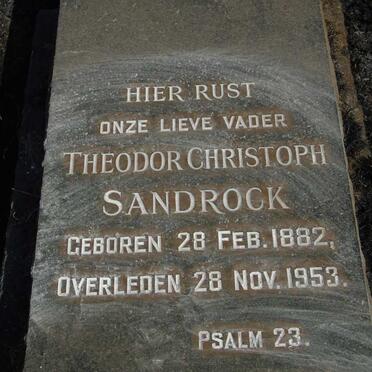 HIER RUST
ONZE LIEVE VADER
THEODOR CHRISTOPH
SANDROCK
GEBOREN 28 FEB. 1882,
OVERLEDEN 28 NOV. 1953.
PSALM 23.